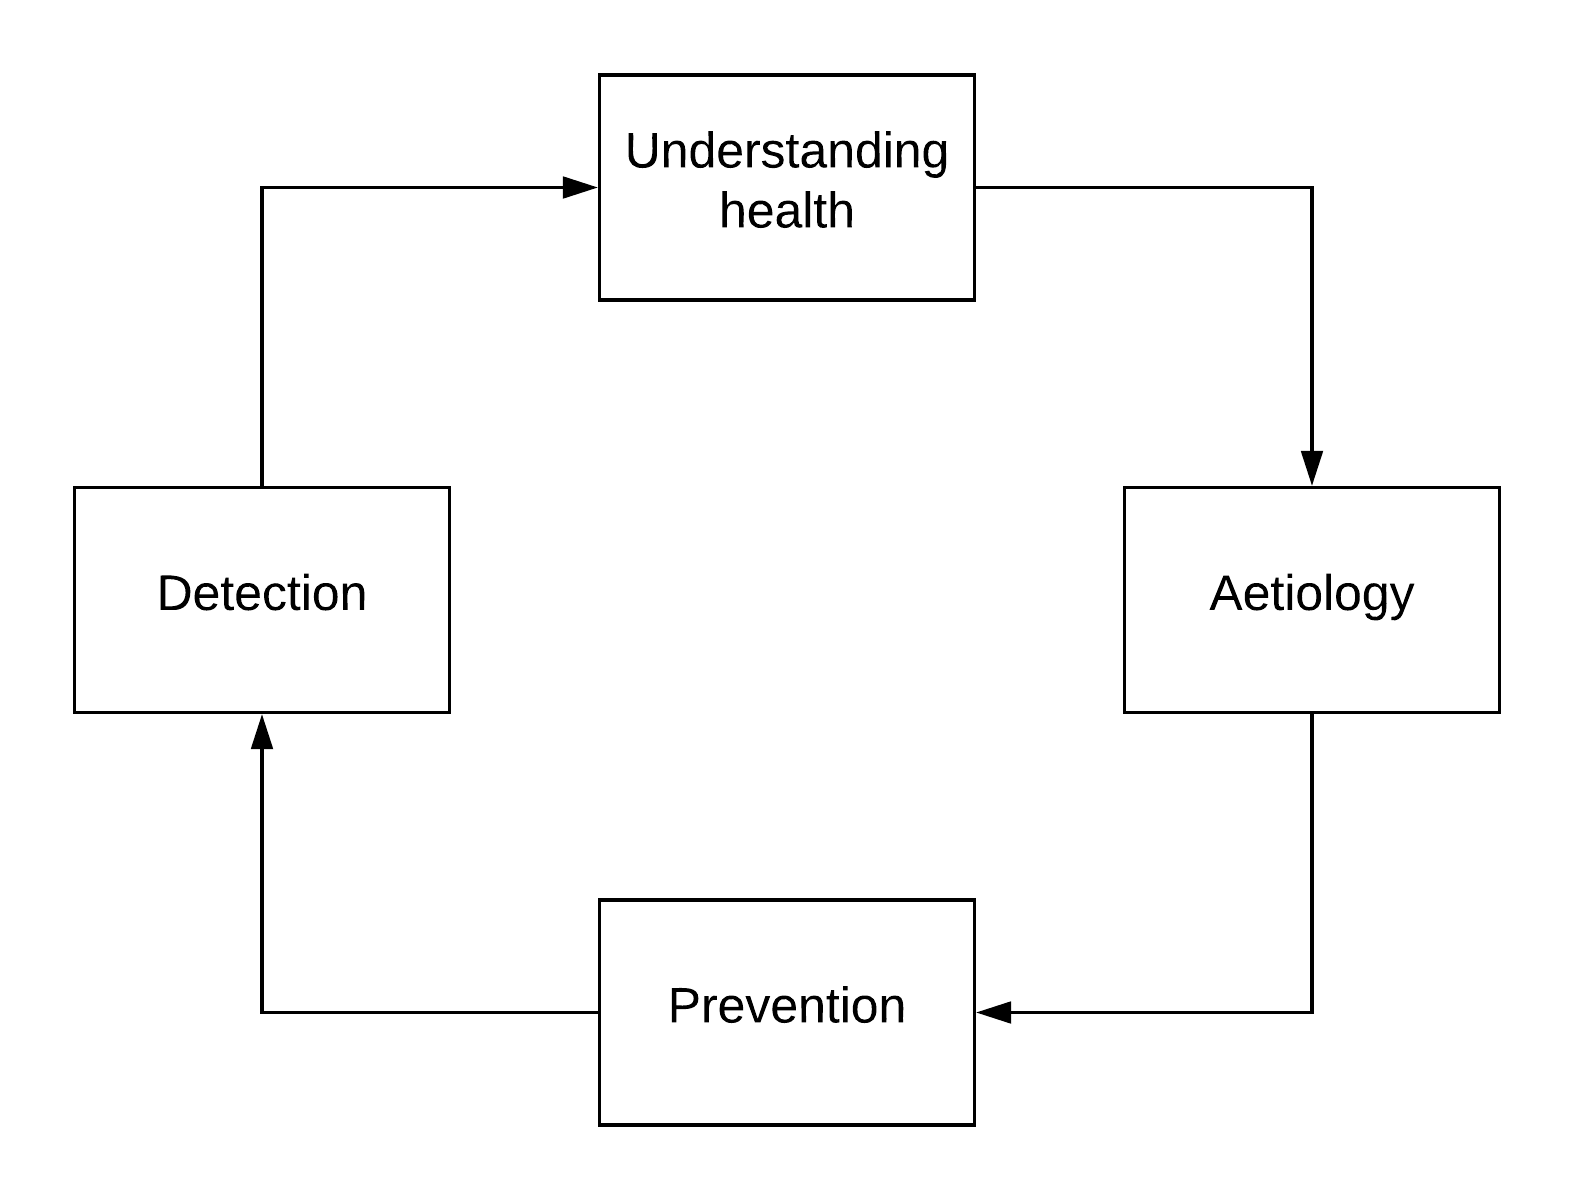 Understanding
health
Detection
Aetiology
Prevention